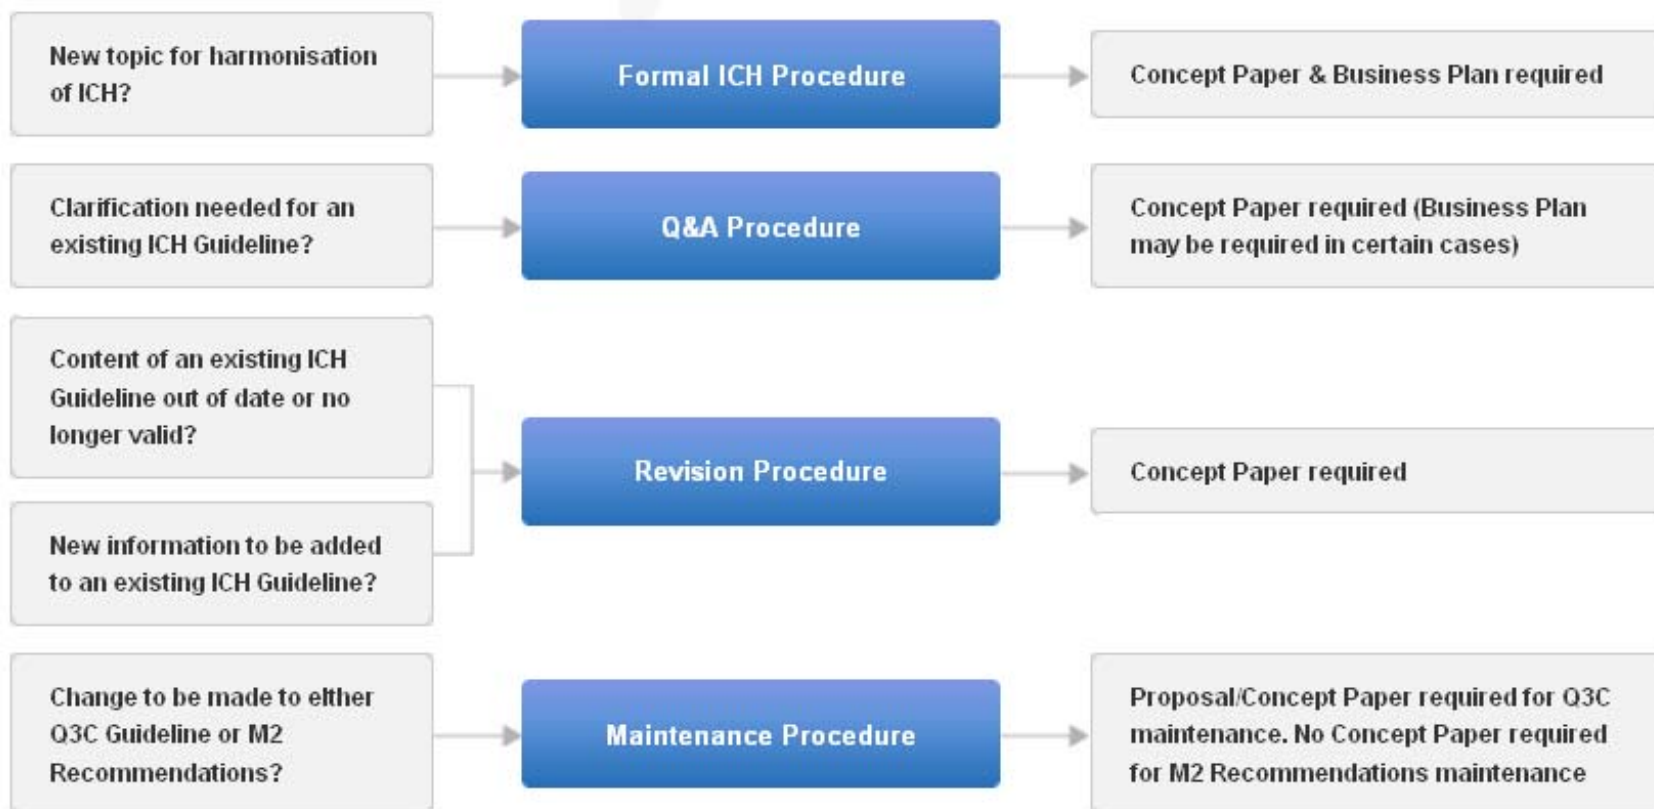 New topic for harmonisation
of ICH?
Formal ICH Procedure
Concept Paper & Business Plan required
Clarification needed for an
existing ICH Guideline?
Q&A Procedure
Concept Paper required (Business Plan
may be required in certain cases)
Content of an existing ICH
Guideline out of date or no
longer valid?
New information to be added
to an existing ICH Guideline?
Revision Procedure
Concept Paper required
Change to be made to either
Q3C Guideline or M2
Recommendations?
Maintenance Procedure
Proposal/Concept Paper required for Q3C
maintenance. No Concept Paper required
for M2 Recommendations maintenance